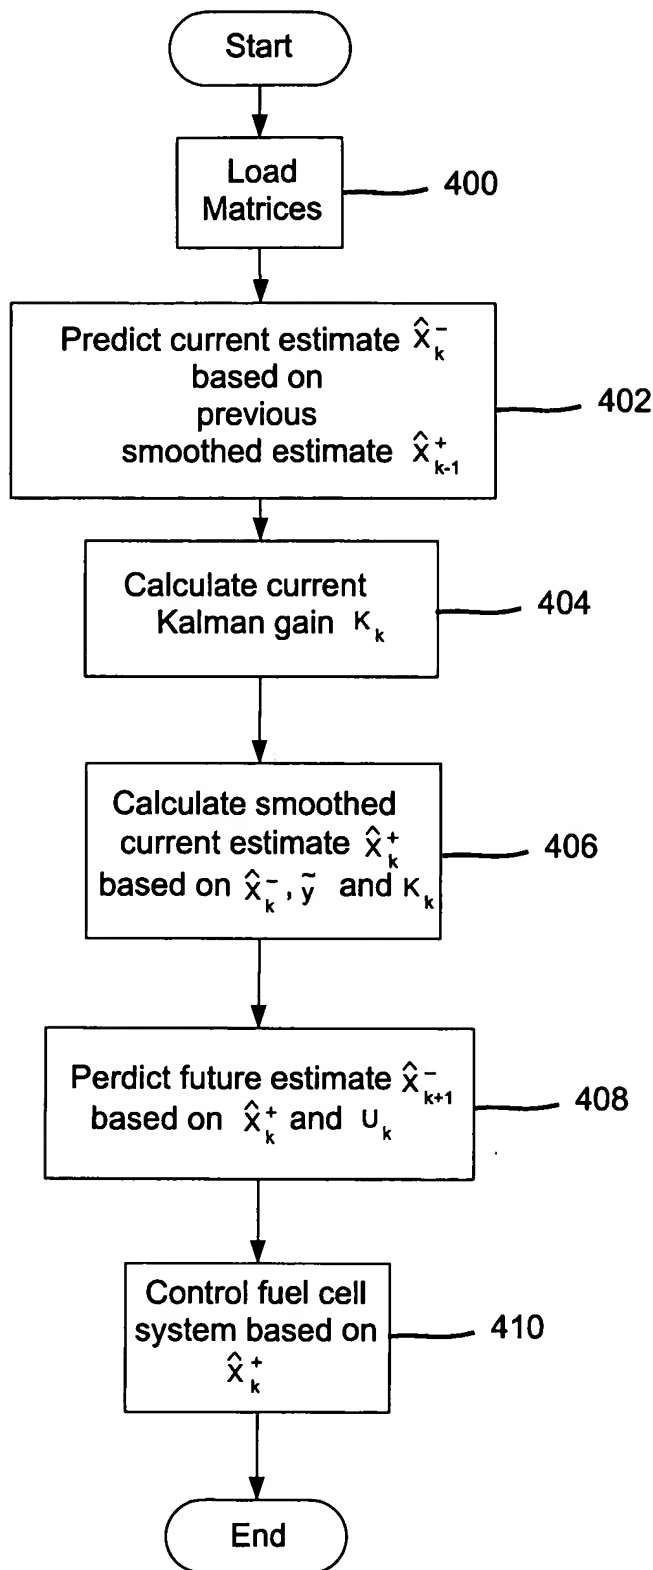 Start
Load
Matrices
400
Predict current estimate x̂ₖ⁻
based on
previous
smoothed estimate x̂ₖ₋₁⁺
402
Calculate current
Kalman gain Kₖ
404
Calculate smoothed
current estimate x̂ₖ⁺
based on x̂ₖ⁻, ỹ and Kₖ
406
Perdict future estimate x̂ₖ₊₁⁻
based on x̂ₖ⁺ and Uₖ
408
Control fuel cell
system based on
x̂ₖ⁺
410
End